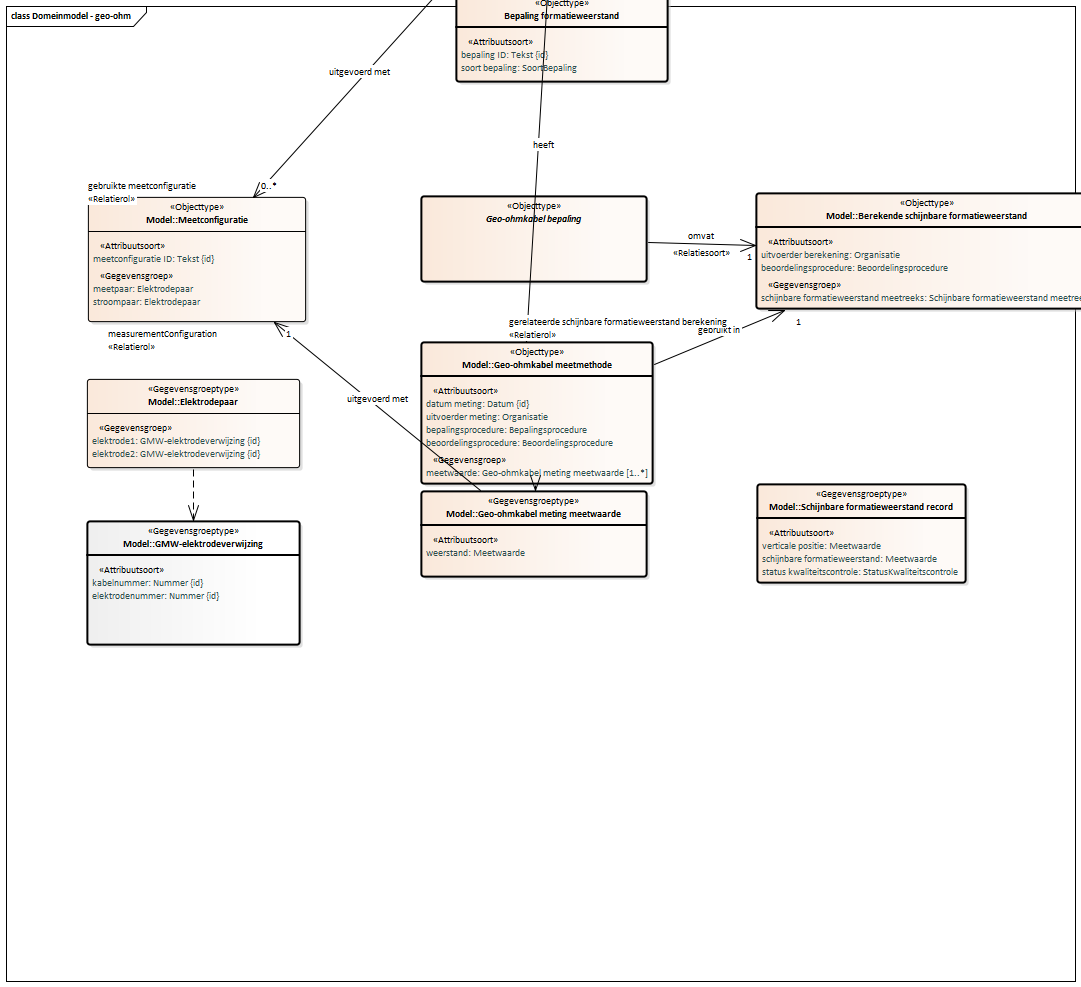 class Domeinmodel - geo-ohm
«Objecttype»
Bepaling formatieweerstand
«Attribuutsoort»
bepaling ID: Tekst {id}
soort bepaling: SoortBepaling
uitgevoerd met
heeft
gebruikte meetconfiguratie
«Relatierol»
0..*
«Objecttype»
Model::Meetconfiguratie
«Attribuutsoort»
meetconfiguratie ID: Tekst {id}
«Gegevensgroep»
meetpaar: Elektrodepaar
stroompaar: Elektrodepaar
«Objecttype»
Geo-ohmkabel bepaling
omvat
«Relatiesoort»
1
«Objecttype»
Model::Berekende schijnbare formatieweerstand
«Attribuutsoort»
uitvoerder berekening: Organisatie
beoordelingsprocedure: Beoordelingsprocedure
«Gegevensgroep»
schijnbare formatieweerstand meetreeks: Schijnbare formatieweerstand meetre
measurementConfiguration
«Relatierol»
1
gerelateerde schijnbare formatieweerstand berekening
«Relatierol»
gebruikt in
1
«Objecttype»
Model::Geo-ohmkabel meetmethode
«Attribuutsoort»
datum meting: Datum {id}
uitvoerder meting: Organisatie
bepalingsprocedure: Bepalingsprocedure
beoordelingsprocedure: Beoordelingsprocedure
«Gegevensgroep»
meetwaarde: Geo-ohmkabel meting meetwaarde [1..*]
uitgevoerd met
«Gegevensgroeptype»
Model::Elektrodepaar
«Gegevensgroep»
elektrode1: GMW-elektrodeverwijzing {id}
elektrode2: GMW-elektrodeverwijzing {id}
«Gegevensgroeptype»
Model::Geo-ohmkabel meting meetwaarde
«Attribuutsoort»
weerstand: Meetwaarde
«Gegevensgroeptype»
Model::Schijnbare formatieweerstand record
«Attribuutsoort»
verticale positie: Meetwaarde
schijnbare formatieweerstand: Meetwaarde
status kwaliteitscontrole: StatusKwaliteitscontrole
«Gegevensgroeptype»
Model::GMW-elektrodeverwijzing
«Attribuutsoort»
kabelnummer: Nummer {id}
elektrodenummer: Nummer {id}